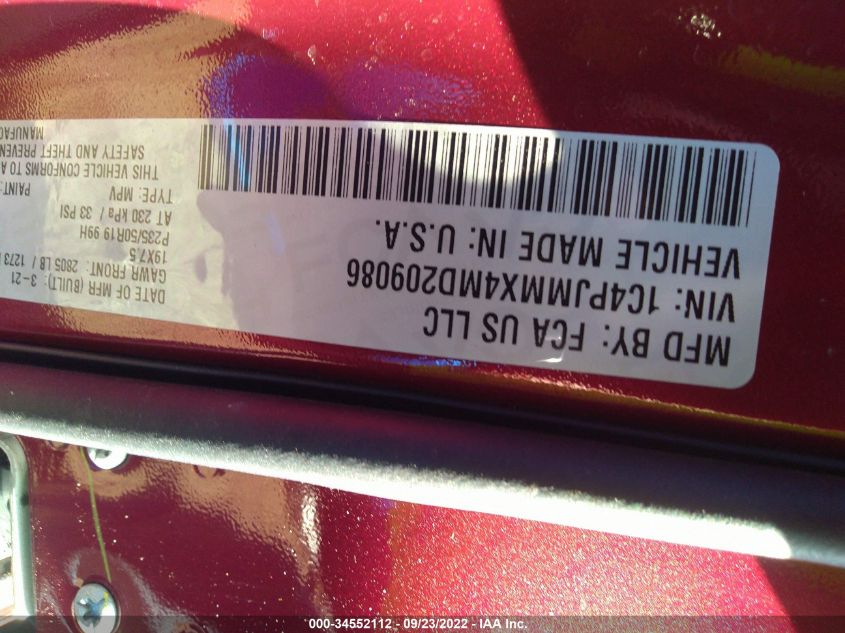 MFD BY: FCA US LLC
VIN: 1C4PJMMX4MD209086
VEHICLE MADE IN: U.S.A.
DATE OF MFR (BUILT): 3-21
GAWR FRONT: 2805 LB / 1273
19X7.5
P235/50R19 99H
AT 230 kPa / 33 PSI
TYPE: MPV PAINT:
THIS VEHICLE CONFORMS TO A
SAFETY AND THEFT PREVEN
MANUFAC
000-34552112 - 09/23/2022 - IAA Inc.